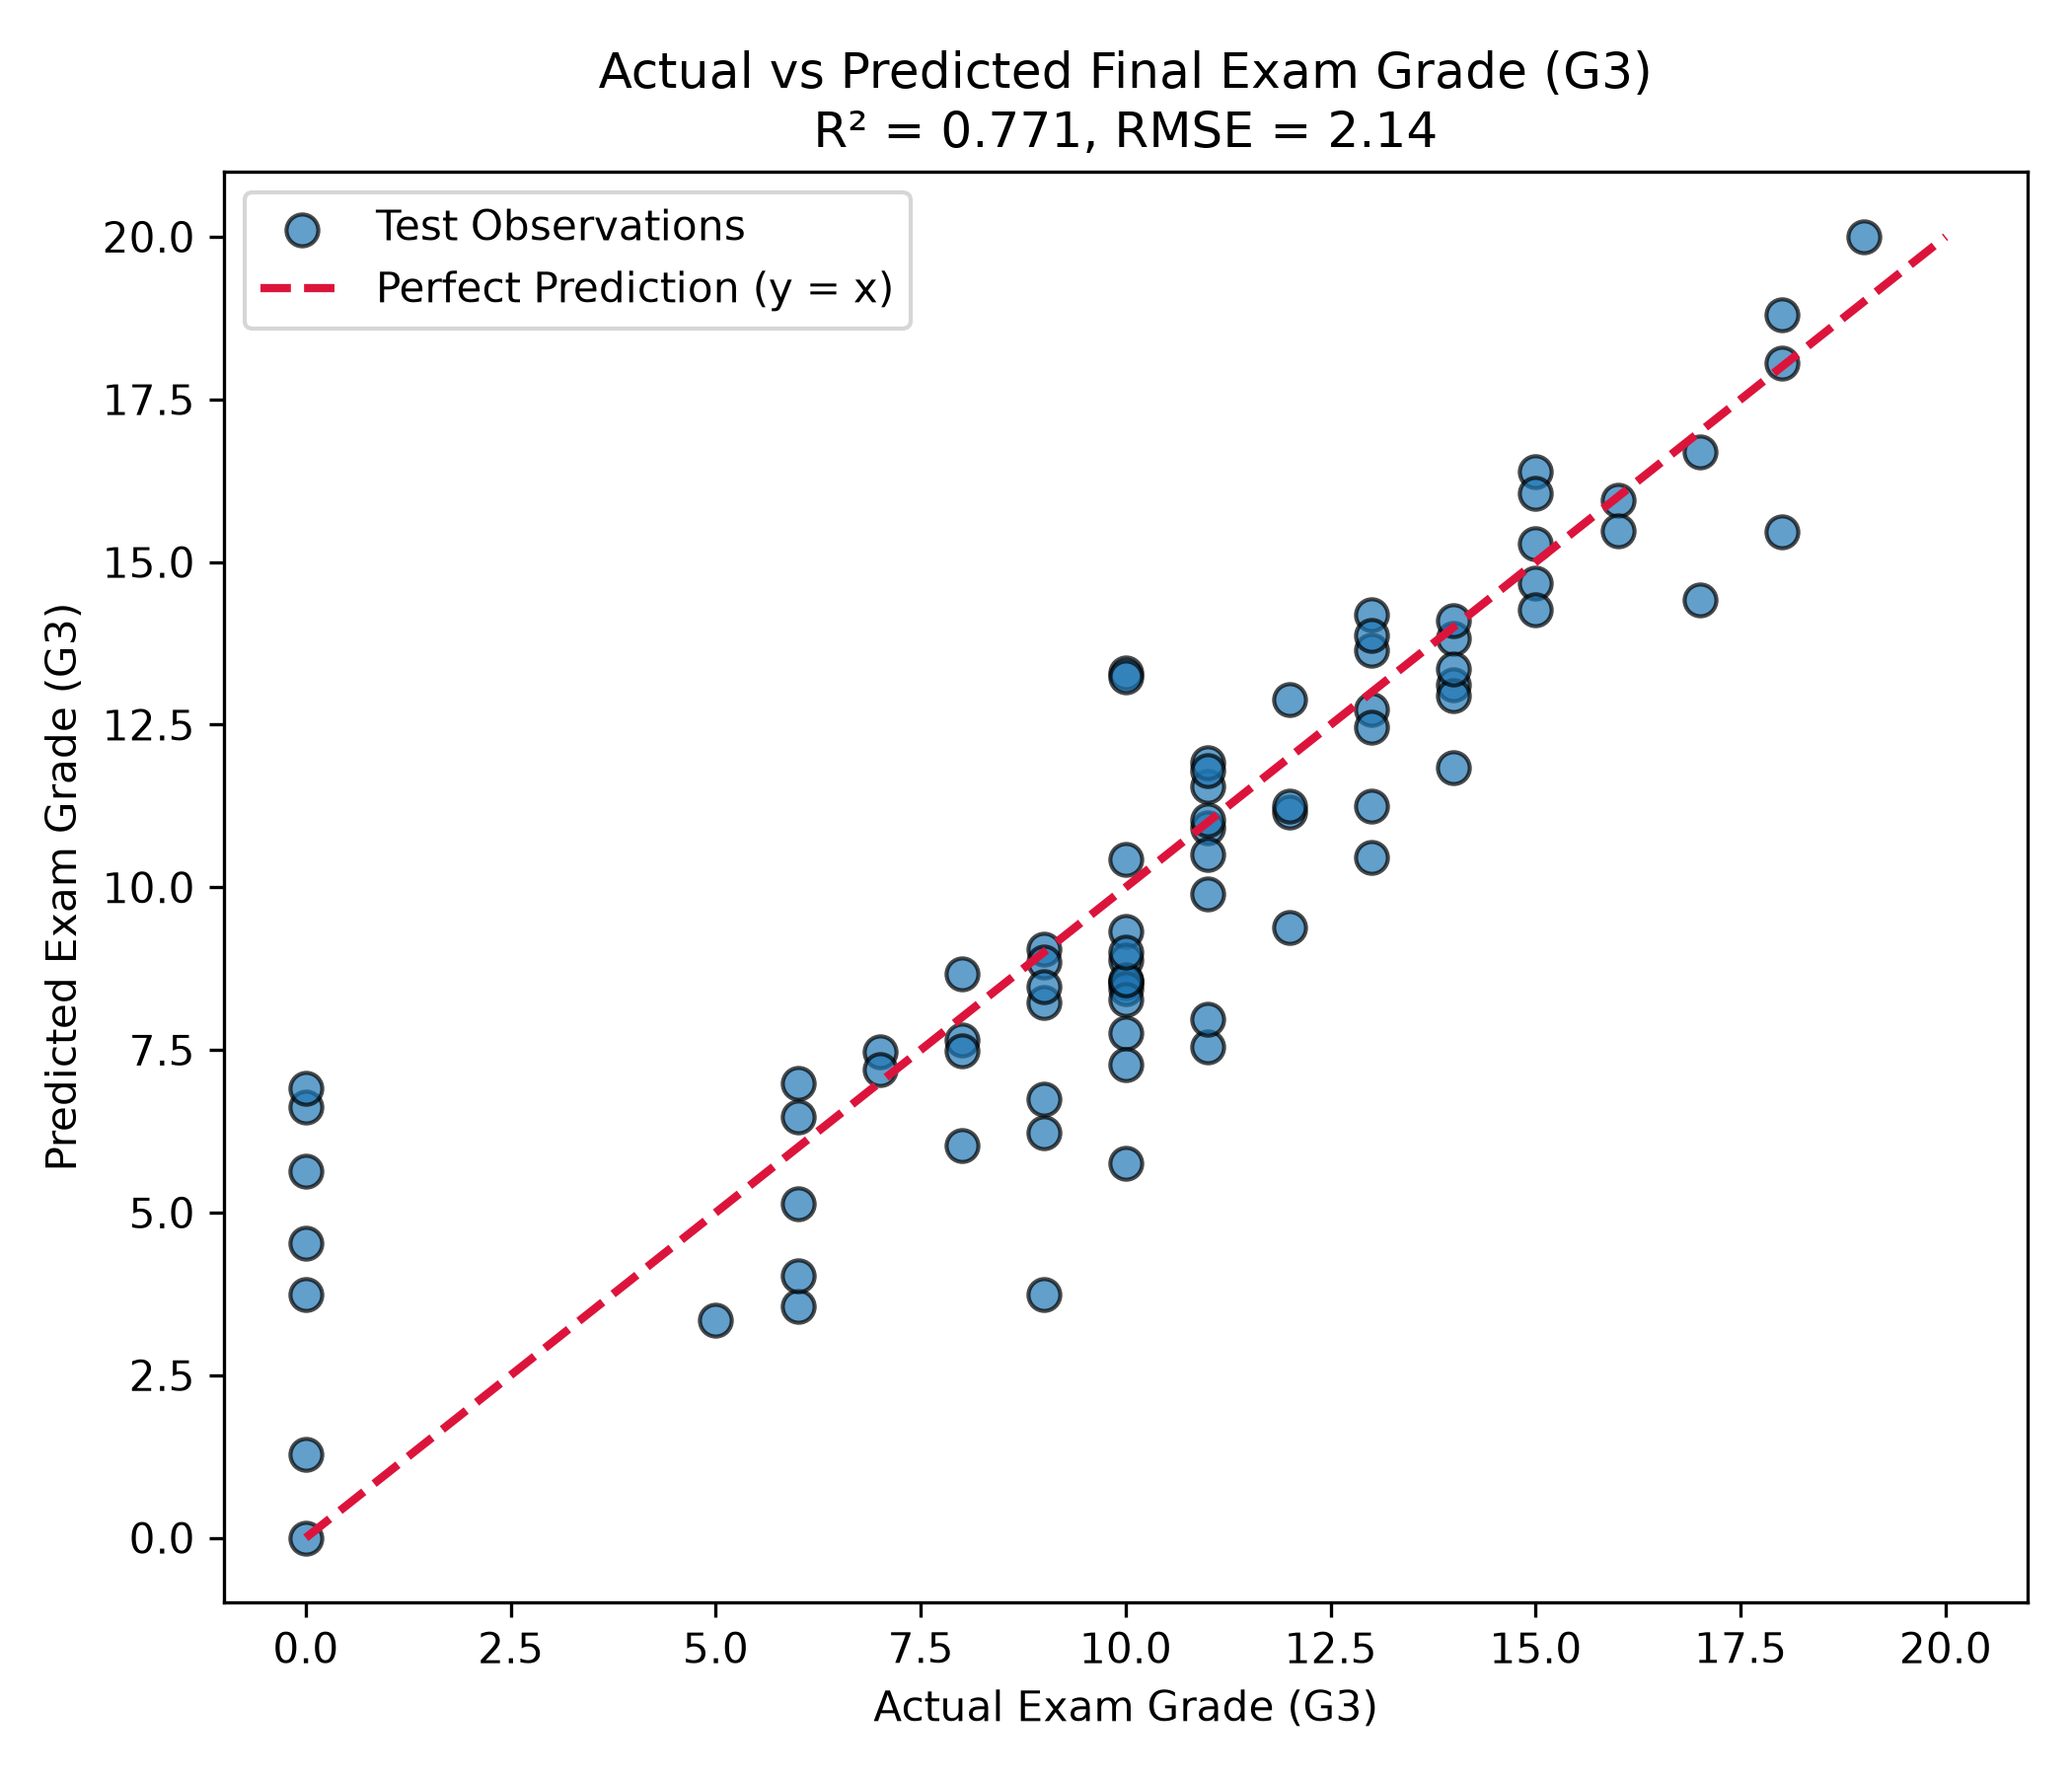 Actual vs Predicted Final Exam Grade (G3)
R² = 0.771, RMSE = 2.14
Test Observations
Perfect Prediction (y = x)
20.0
17.5
15.0
12.5
10.0
7.5
5.0
2.5
0.0
Predicted Exam Grade (G3)
0.0 2.5 5.0 7.5 10.0 12.5 15.0 17.5 20.0
Actual Exam Grade (G3)